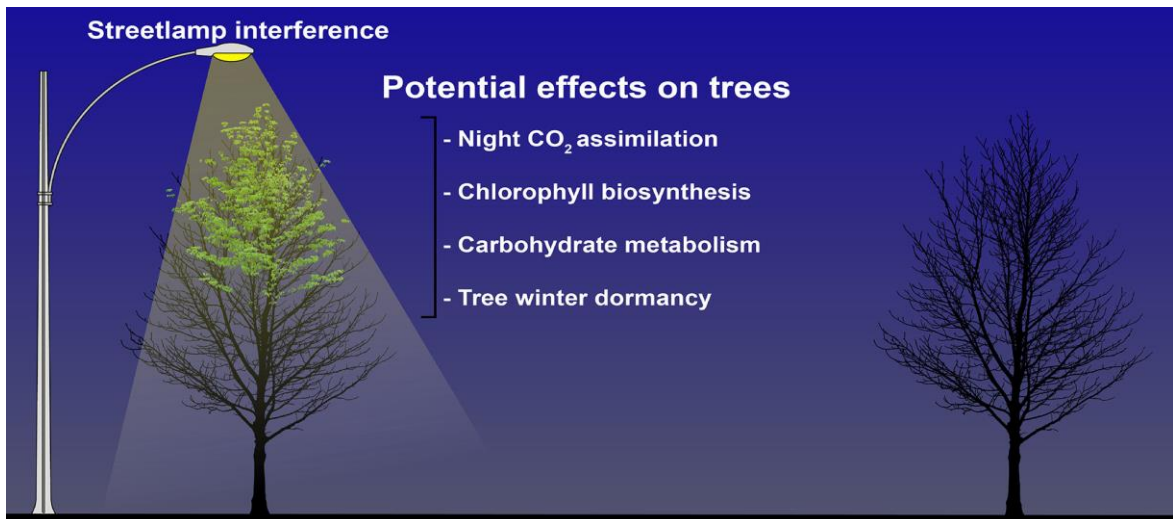 Streetlamp interference
Potential effects on trees
- Night CO₂ assimilation
- Chlorophyll biosynthesis
- Carbohydrate metabolism
- Tree winter dormancy